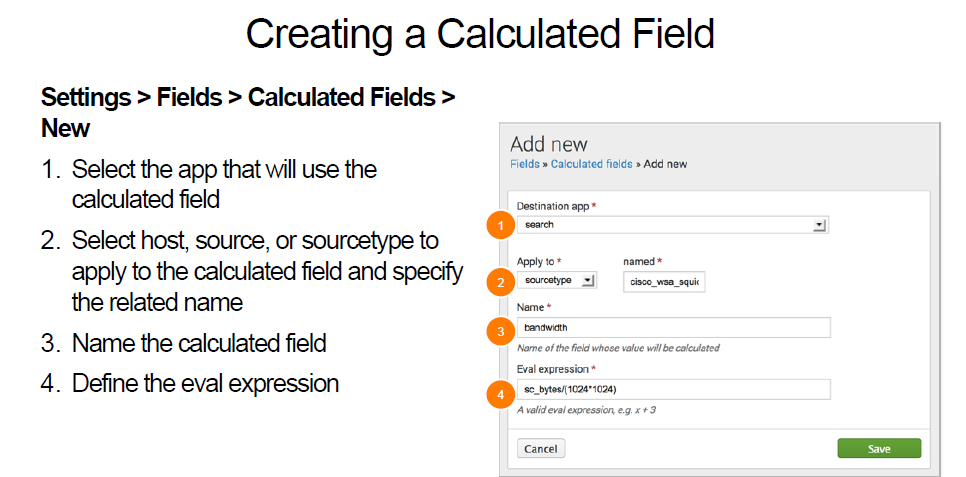 Creating a Calculated Field
Settings > Fields > Calculated Fields >
New
1. Select the app that will use the
calculated field
2. Select host, source, or sourcetype to
apply to the calculated field and specify
the related name
3. Name the calculated field
4. Define the eval expression
Add new
Fields » Calculated fields » Add new
Destination app *
1 search
Apply to * named *
2 sourcetype cisco_wsa_squic
Name *
3 bandwidth
Name of the field whose value will be calculated
Eval expression *
4 sc_bytes/(1024*1024)
A valid eval expression, e.g. x + 3
Cancel Save